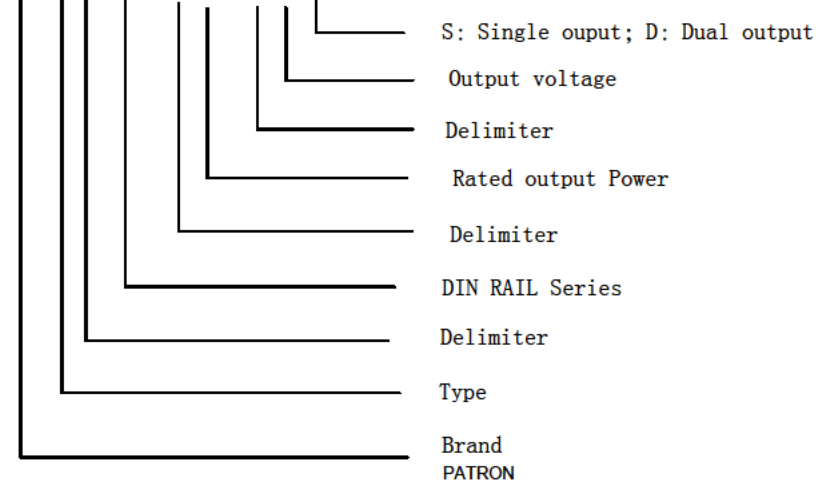 S: Single ouput; D: Dual output
Output voltage
Delimiter
Rated output Power
Delimiter
DIN RAIL Series
Delimiter
Type
Brand
PATRON